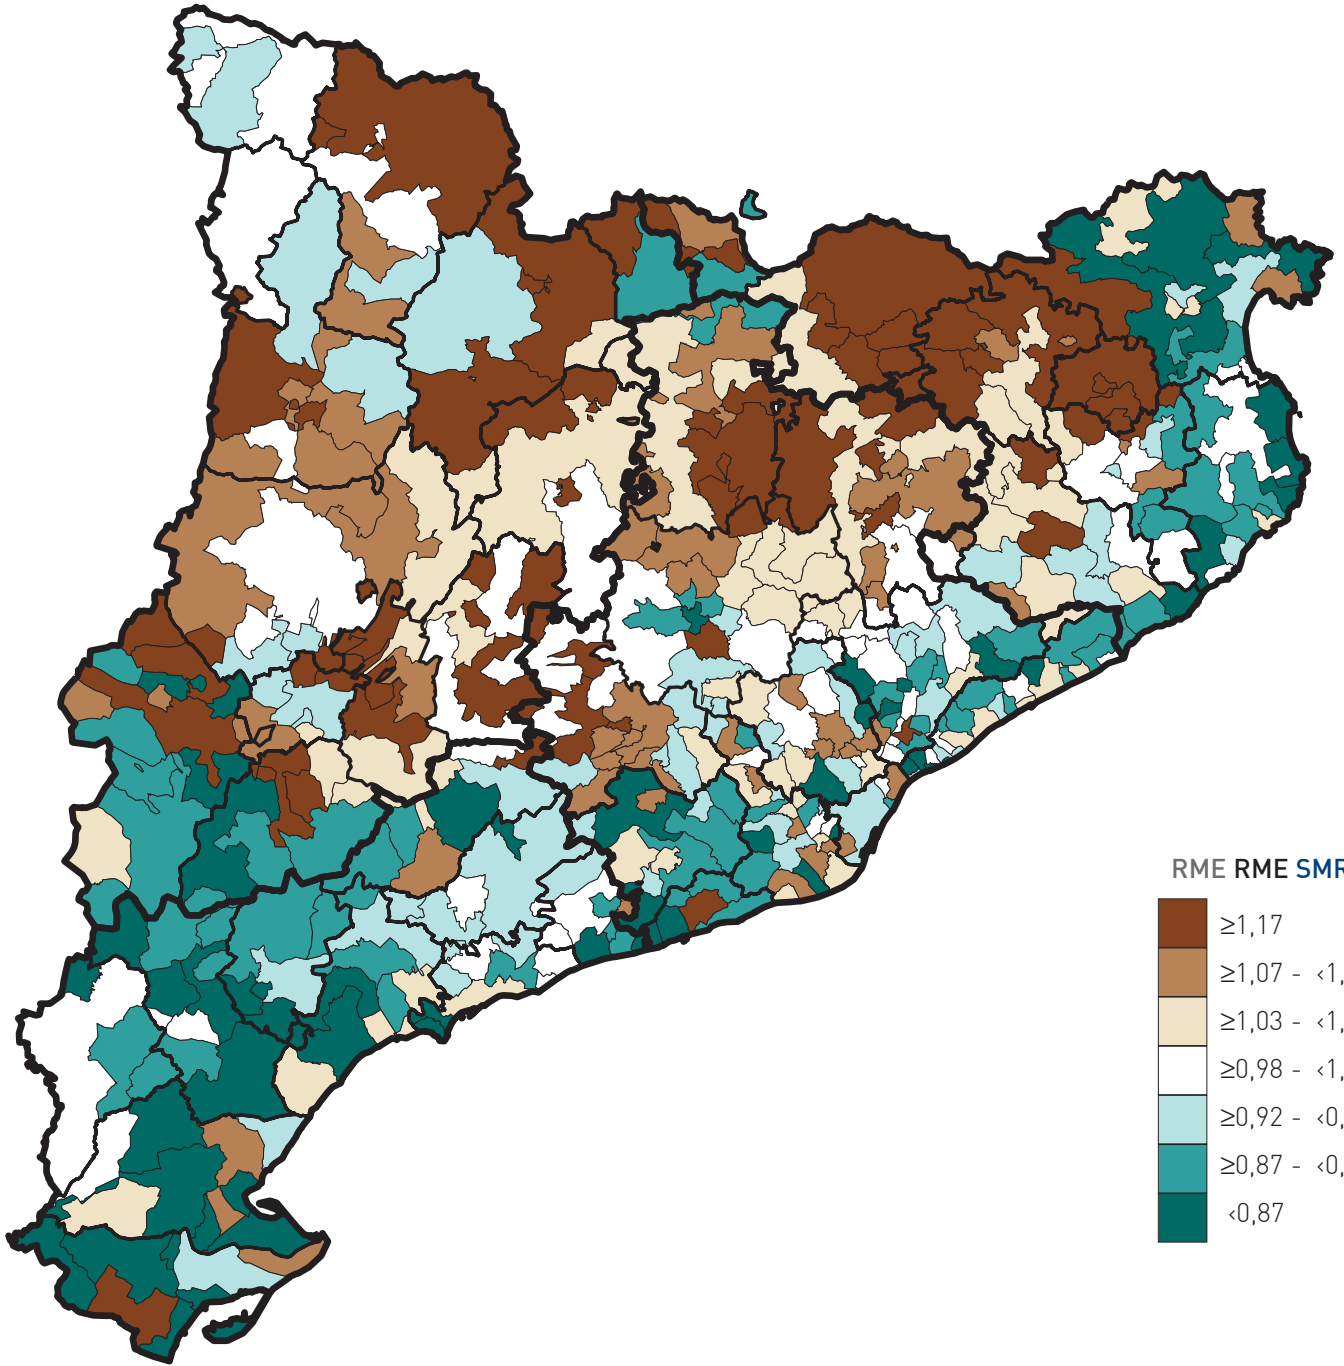 RME RME SMR
≥1,17
≥1,07 - <1,
≥1,03 - <1,
≥0,98 - <1,
≥0,92 - <0,
≥0,87 - <0,
<0,87